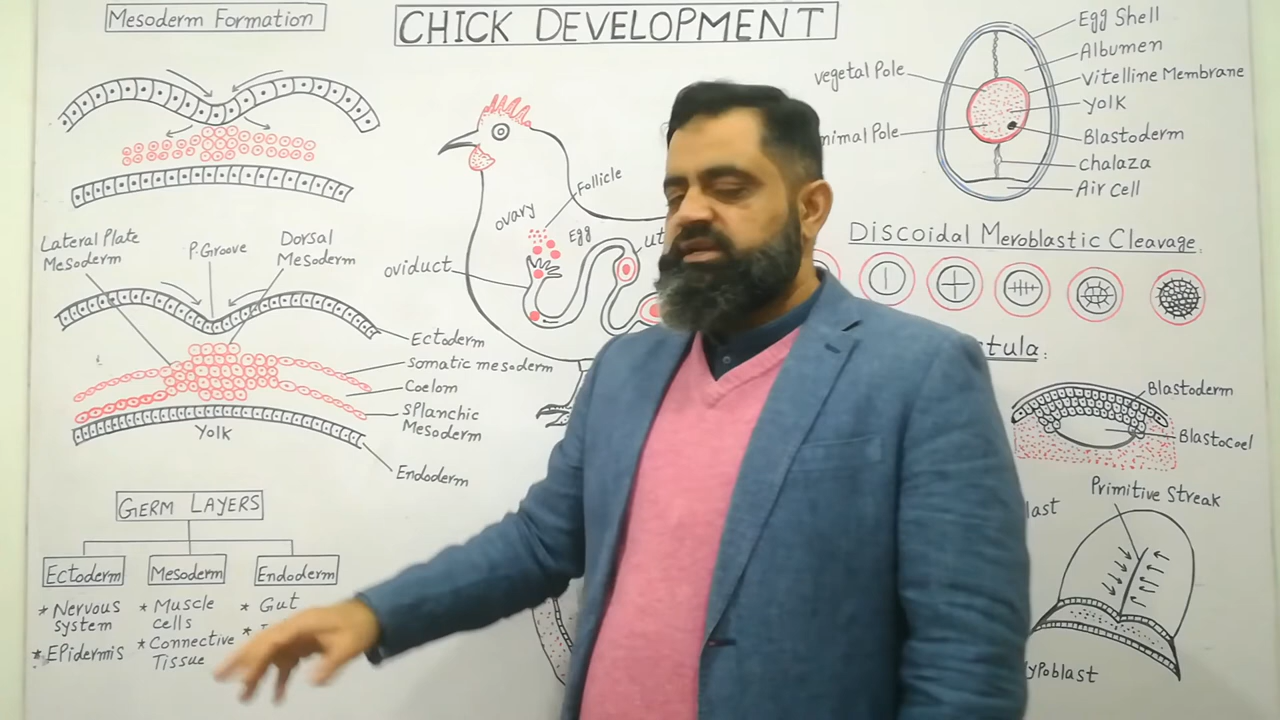 Mesoderm Formation
CHICK DEVELOPMENT
Egg Shell
Albumen
Vitelline Membrane
Yolk
Blastoderm
Chalaza
Air Cell
Vegetal Pole
Pole
Follicle
ovary
Egg
oviduct
Discoidal Meroblastic Cleavage
Lateral Plate
Mesoderm
P.Groove
Dorsal
Mesoderm
Ectoderm
Somatic mesoderm
Coelom
SPlanchic
Mesoderm
Yolk
Endoderm
Blastoderm
Blastocoel
Primitive Streak
GERM LAYERS
Ectoderm
Mesoderm
Endoderm
* Nervous
system
* EPidermis
* Muscle
cells
* Connective
Tissue
* Gut
*